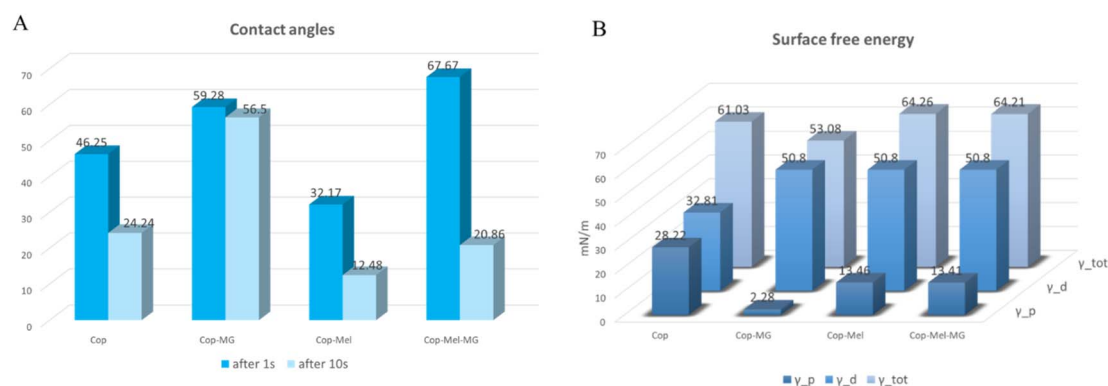 A
Contact angles
70
60
50
40
30
20
10
0
46.25
24.24
59.28
56.5
32.17
12.48
67.67
20.86
Cop
Cop-MG
Cop-Mel
Cop-Mel-MG
after 1s
after 10s
B
Surface free energy
mN/m
70
60
50
40
30
20
10
0
61.03
53.08
64.26
64.21
32.81
50.8
50.8
50.8
28.22
2.28
13.46
13.41
Cop
Cop-MG
Cop-Mel
Cop-Mel-MG
γ_tot
γ_d
γ_p
γ_p
γ_d
γ_tot